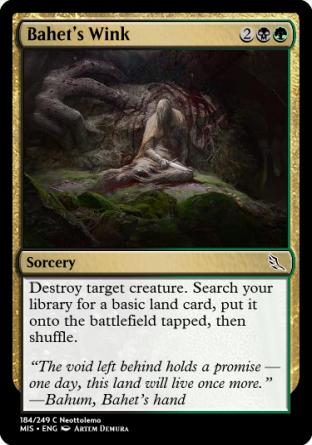 Bahet's Wink 2
Sorcery
Destroy target creature. Search your
library for a basic land card, put it
onto the battlefield tapped, then
shuffle.
“The void left behind holds a promise —
one day, this land will live once more.”
—Bahum, Bahet's hand
184/249 C Neottolemo
MIS • ENG Artem Demura